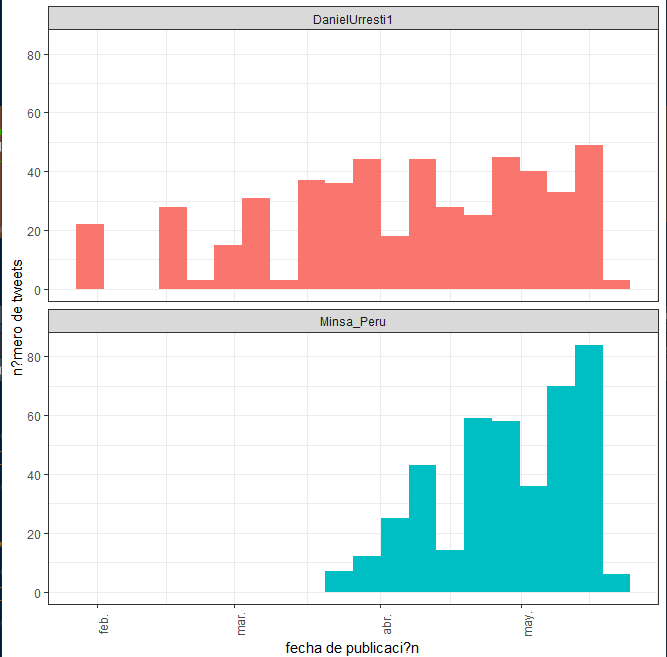 DanielUrresti1
80
60
40
20
0
Minsa_Peru
80
60
40
20
0
n?mero de tweets
feb.
mar.
abr.
may.
fecha de publicaci?n